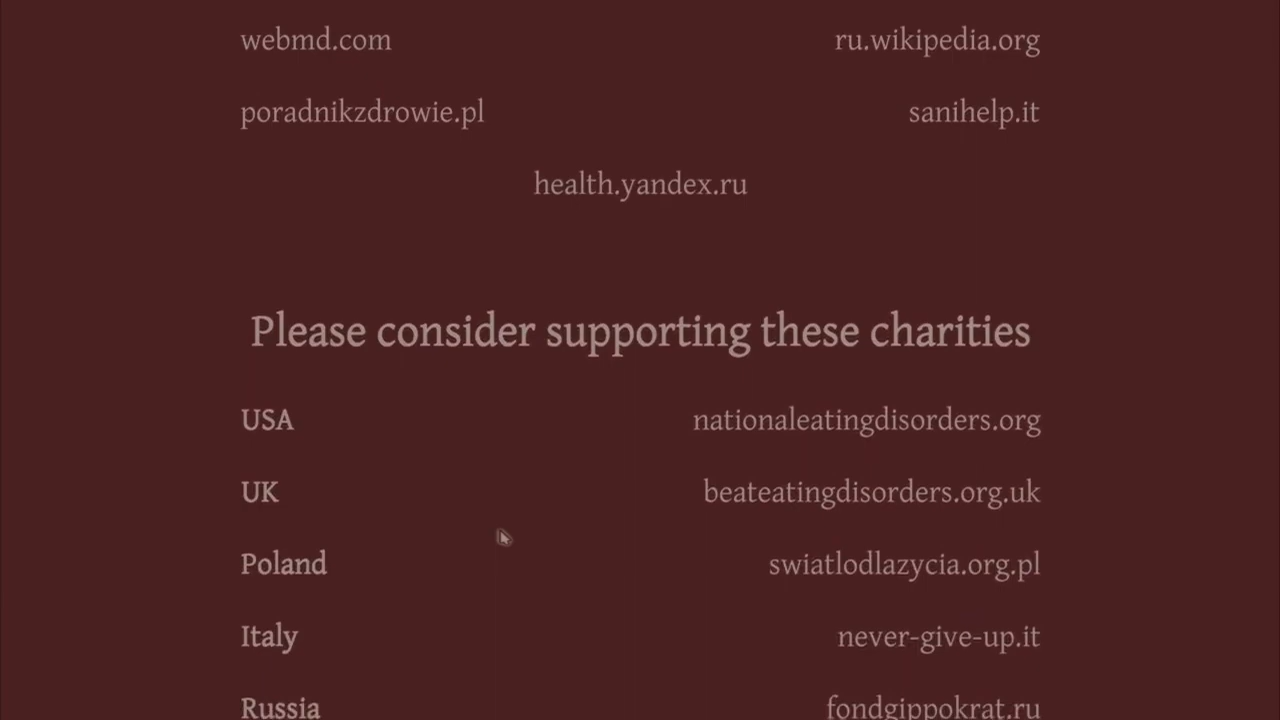 webmd.com ru.wikipedia.org
poradnikzdrowie.pl sanihelp.it
health.yandex.ru
Please consider supporting these charities
USA nationaleatingdisorders.org
UK beateatingdisorders.org.uk
Poland swiatlodlazycia.org.pl
Italy never-give-up.it
Russia fondgippokrat.ru